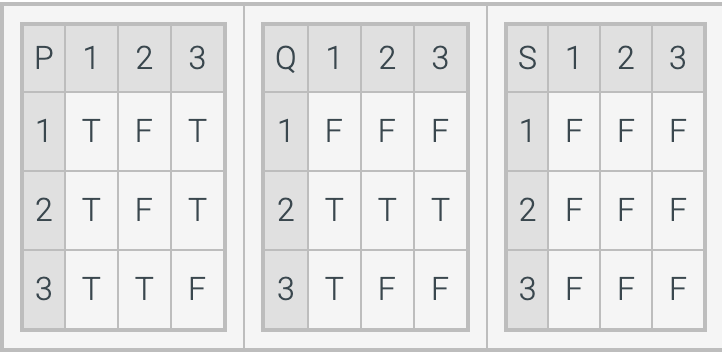 P 1 2 3 Q 1 2 3 S 1 2 3
1 T F T 1 F F F 1 F F F
2 T F T 2 T T T 2 F F F
3 T T F 3 T F F 3 F F F